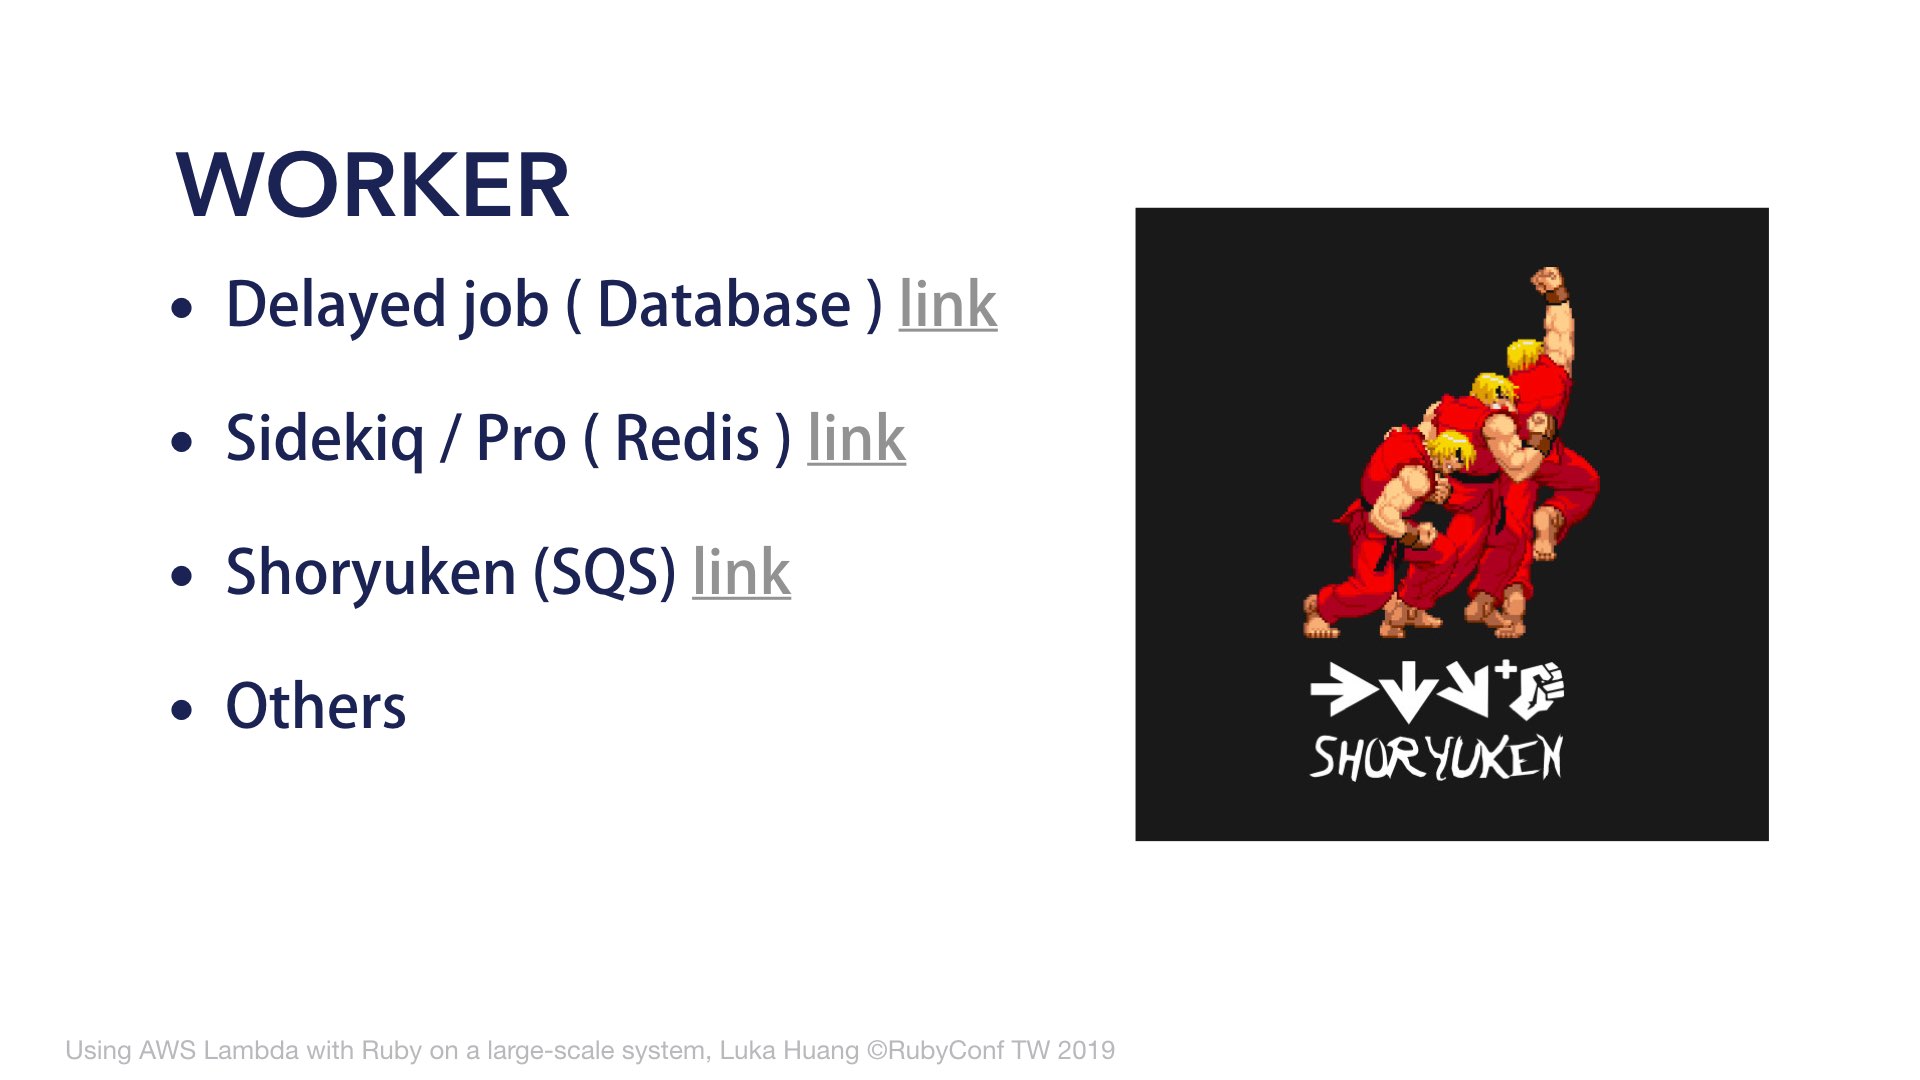 WORKER
• Delayed job ( Database ) link
• Sidekiq / Pro ( Redis ) link
• Shoryuken (SQS) link
• Others
SHORYUKEN
Using AWS Lambda with Ruby on a large-scale system, Luka Huang ©RubyConf TW 2019